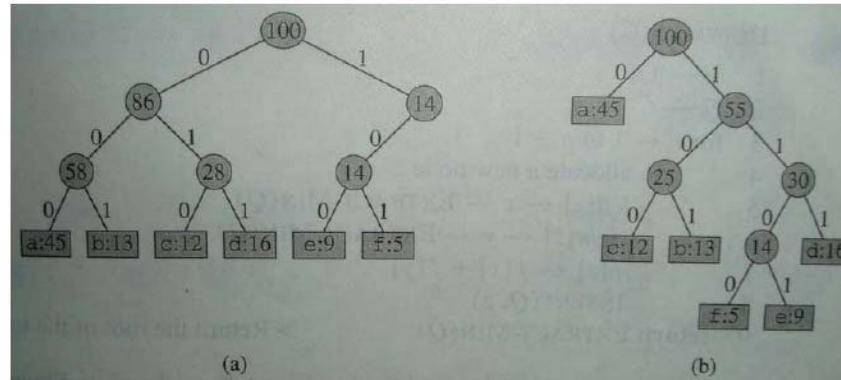 100 100
0 1 0 1
86 14 a:45 55
0 1 0 0 1
58 28 14 25 30
0 1 0 1 0 1 0 1 0 1
a:45 b:13 c:12 d:16 e:9 f:5 c:12 b:13 14 d:16
0 1
f:5 e:9
(a) (b)